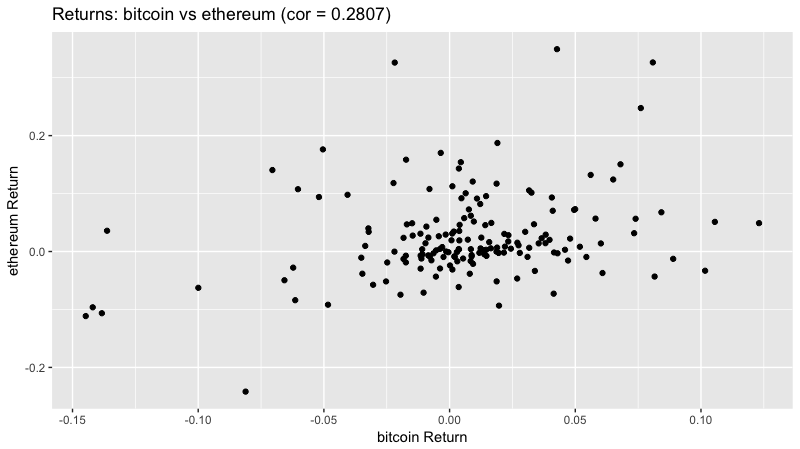 Returns: bitcoin vs ethereum (cor = 0.2807)
ethereum Return
0.2
0.0
-0.2
-0.15 -0.10 -0.05 0.00 0.05 0.10
bitcoin Return